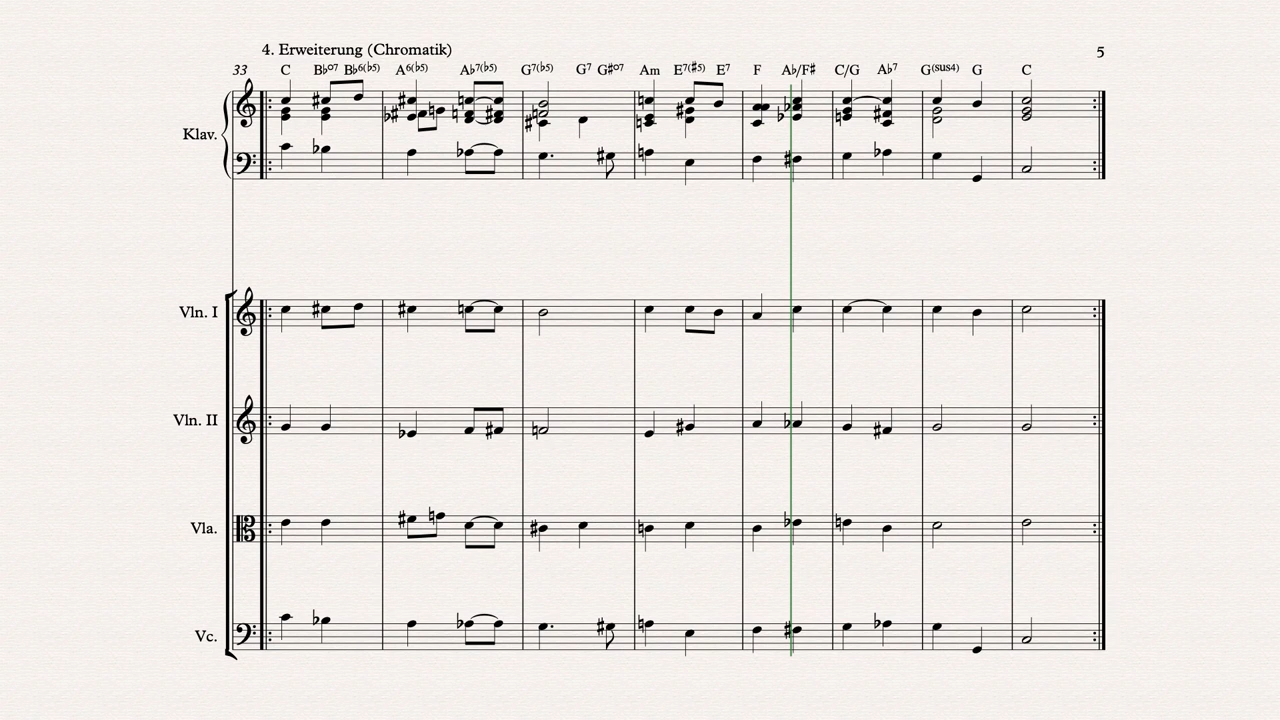 4. Erweiterung (Chromatik) 5
33 C B♭o7 B♭6(♭5) A6(♭5) A♭7(♭5) G7(♭5) G7 G♯o7 Am E7(♯5) E7 F A♭/F♯ C/G A♭7 G(sus4) G C
Klav.
Vln. I
Vln. II
Vla.
Vc.